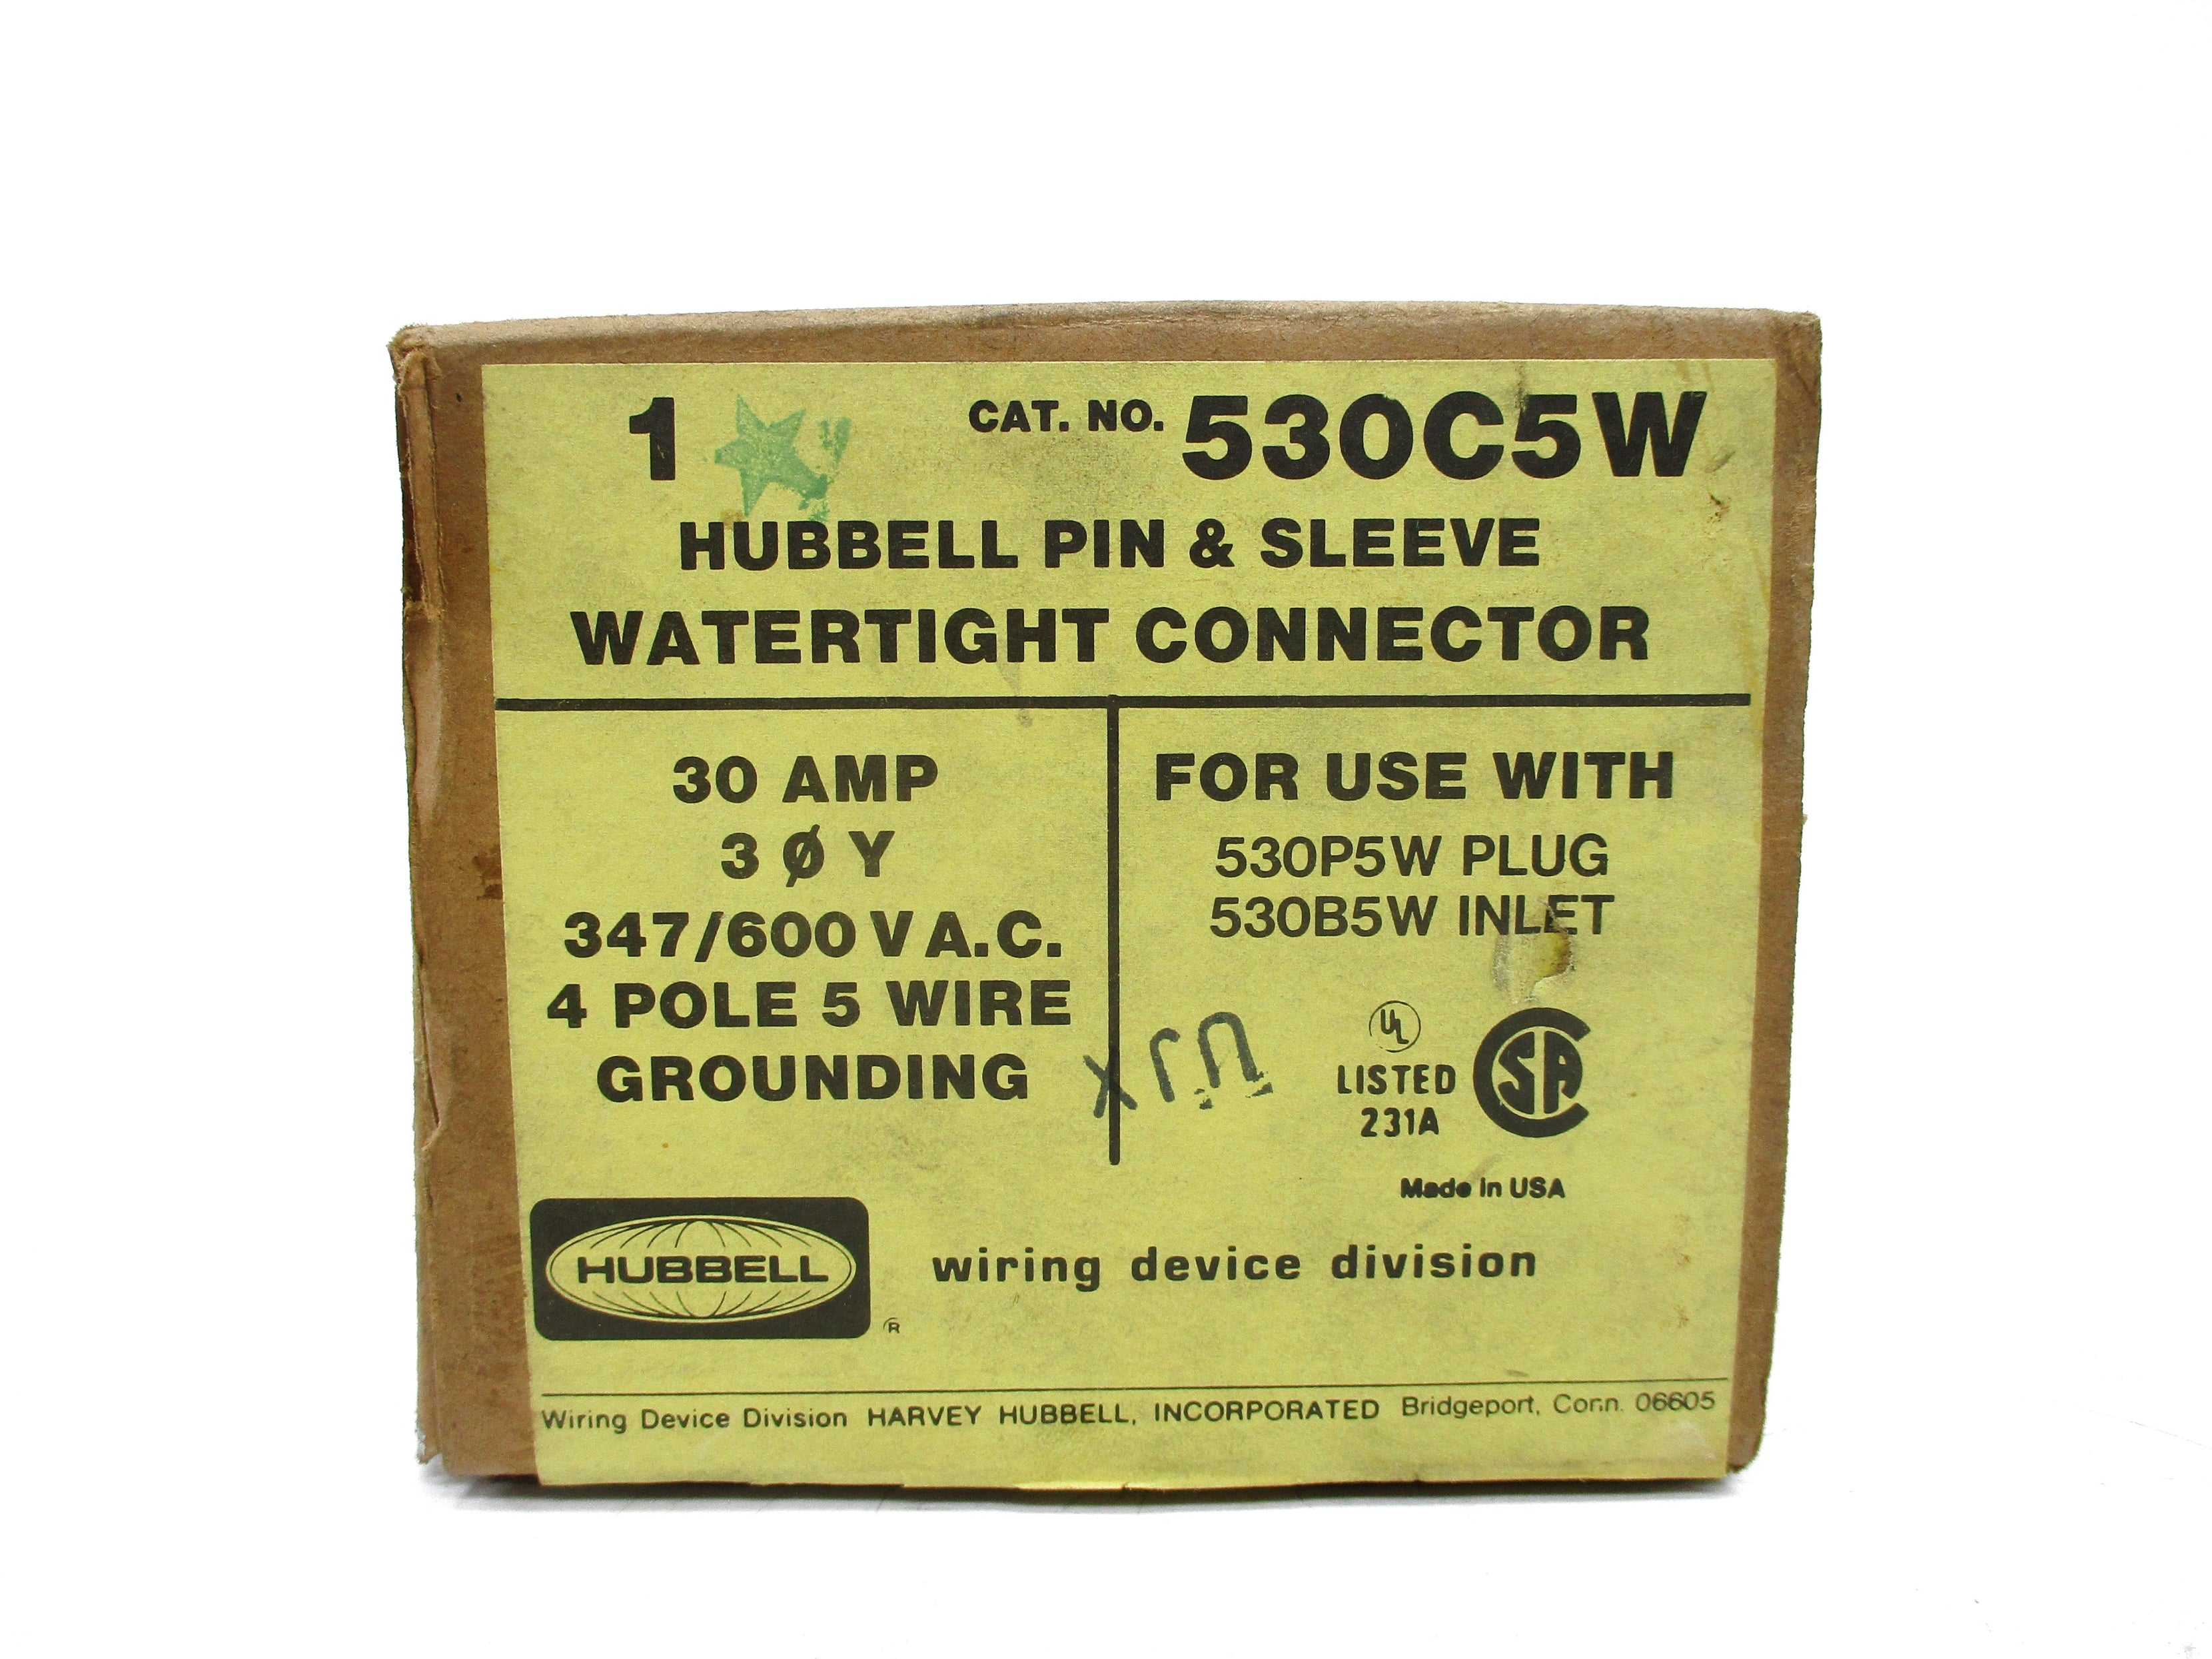 1 CAT. NO. 530C5W
HUBBELL PIN & SLEEVE
WATERTIGHT CONNECTOR
30 AMP
3 Ø Y
347/600 V A.C.
4 POLE 5 WIRE
GROUNDING
FOR USE WITH
530P5W PLUG
530B5W INLET
UL
LISTED
231A
CSA
Made In USA
HUBBELL ®
wiring device division
Wiring Device Division HARVEY HUBBELL, INCORPORATED Bridgeport, Conn. 06605